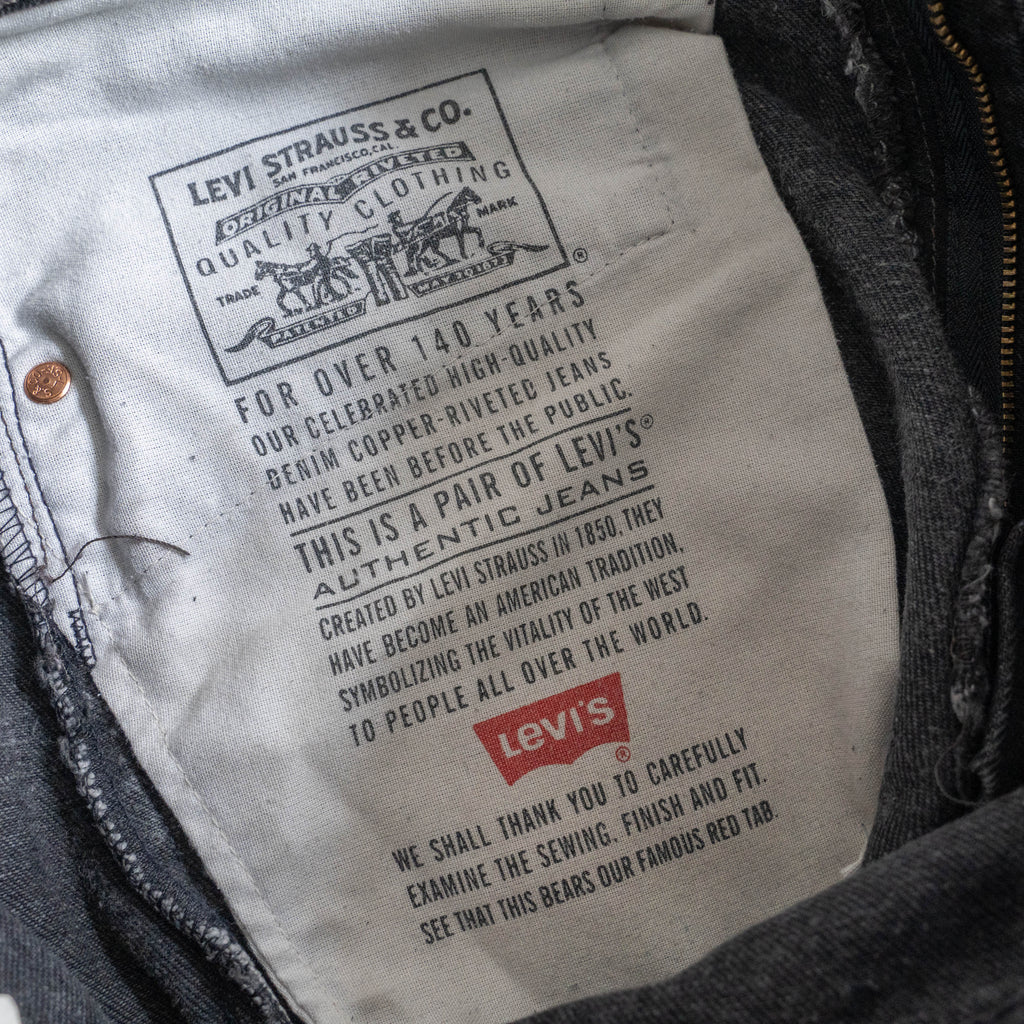 LEVI STRAUSS & CO.
SAN FRANCISCO, CAL
ORIGINAL RIVETED
QUALITY CLOTHING
TRADE MARK
PATENTED MAY 20 1873
®
FOR OVER 140 YEARS
OUR CELEBRATED HIGH-QUALITY
DENIM COPPER-RIVETED JEANS
HAVE BEEN BEFORE THE PUBLIC.
THIS IS A PAIR OF LEVI'S®
AUTHENTIC JEANS
CREATED BY LEVI STRAUSS IN 1850, THEY
HAVE BECOME AN AMERICAN TRADITION,
SYMBOLIZING THE VITALITY OF THE WEST
TO PEOPLE ALL OVER THE WORLD.
Levi's
®
WE SHALL THANK YOU TO CAREFULLY
EXAMINE THE SEWING. FINISH AND FIT.
SEE THAT THIS BEARS OUR FAMOUS RED TAB.